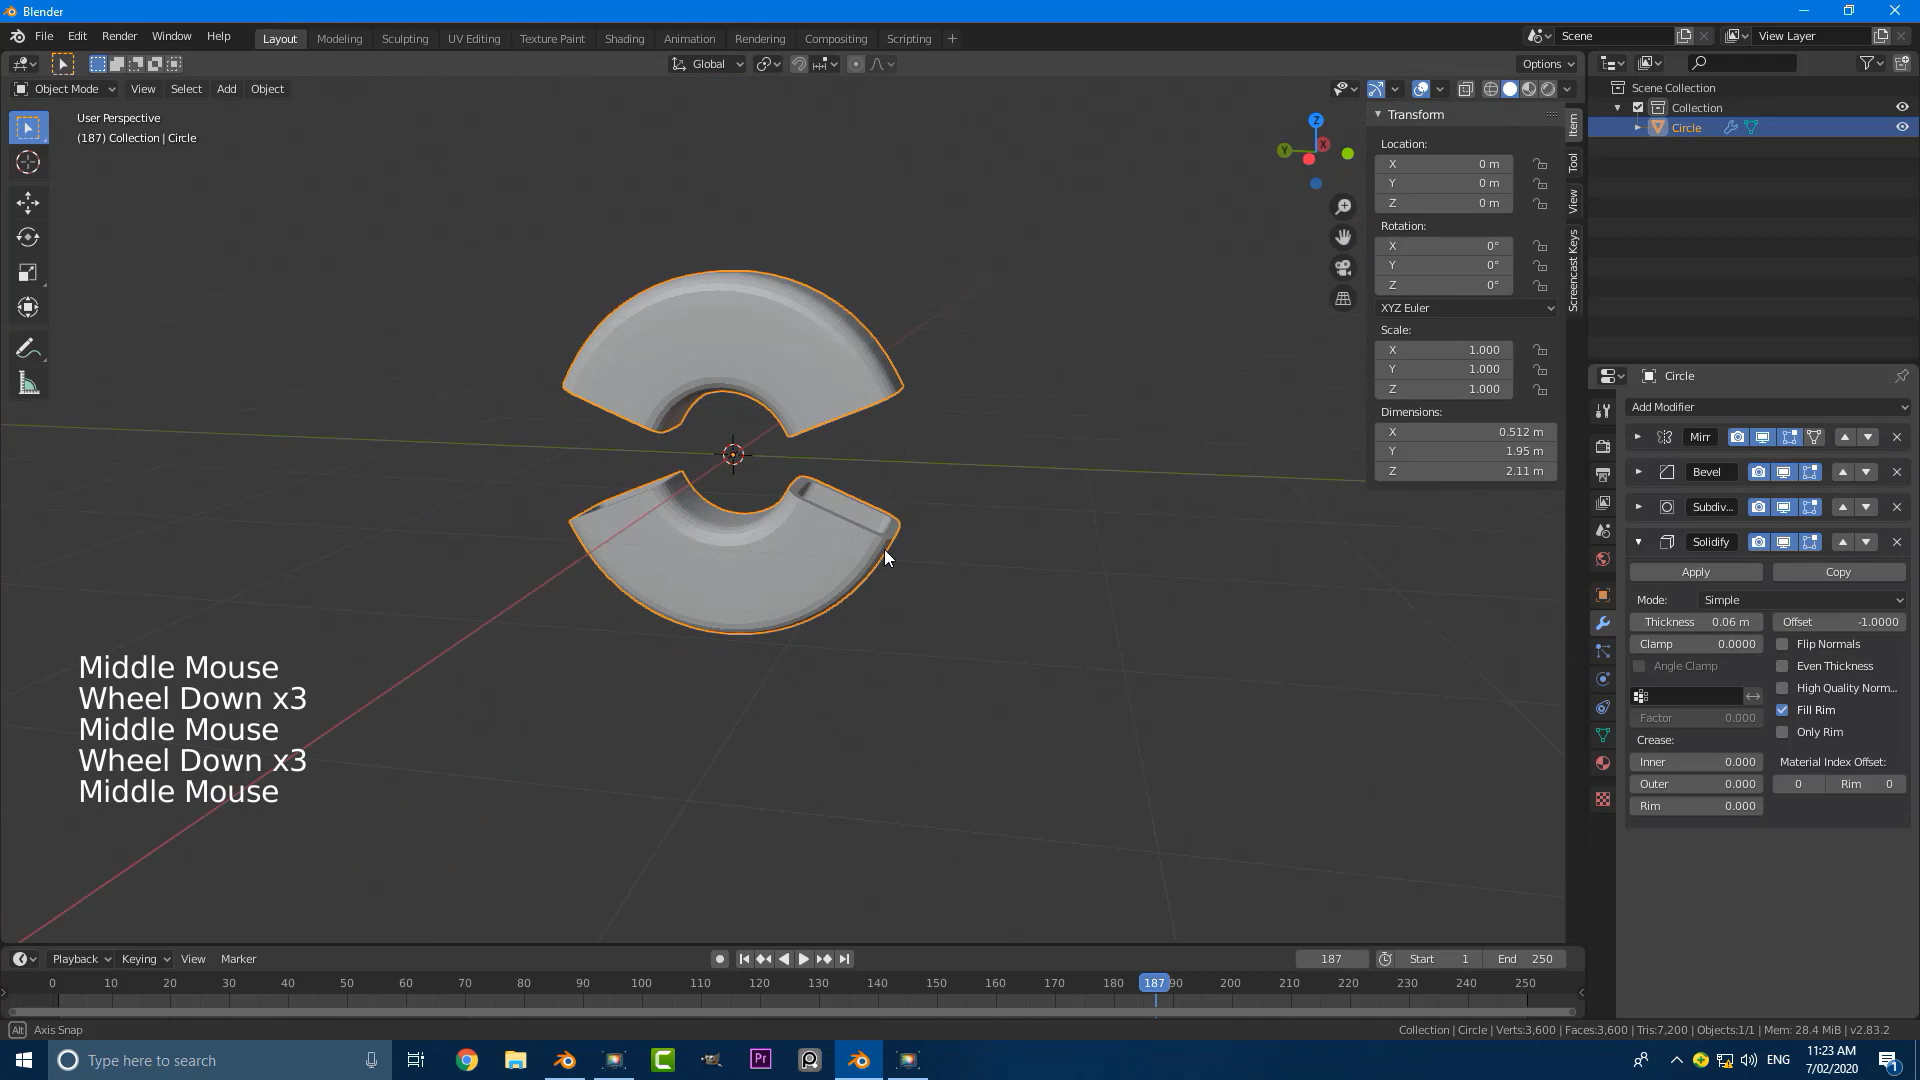 Blender
File Edit Render Window Help Layout Modeling Sculpting UV Editing Texture Paint Shading Animation Rendering Compositing Scripting + Scene View Layer
Global Options
Object Mode View Select Add Object
User Perspective
(187) Collection | Circle
Z
Y
X
Transform
Location:
X 0 m
Y 0 m
Z 0 m
Rotation:
X 0°
Y 0°
Z 0°
XYZ Euler
Scale:
X 1.000
Y 1.000
Z 1.000
Dimensions:
X 0.512 m
Y 1.95 m
Z 2.11 m
Item
Tool
View
Screencast Keys
Scene Collection
Collection
Circle
Circle
Add Modifier
Mirr
Bevel
Subdiv...
Solidify
Apply Copy
Mode: Simple
Thickness 0.06 m Offset -1.0000
Clamp 0.0000 Flip Normals
Angle Clamp Even Thickness
High Quality Norm...
Factor 0.000 Fill Rim
Crease: Only Rim
Inner 0.000 Material Index Offset:
Outer 0.000 0 Rim 0
Rim 0.000
Middle Mouse
Wheel Down x3
Middle Mouse
Wheel Down x3
Middle Mouse
Playback Keying View Marker 187 Start 1 End 250
0 10 20 30 40 50 60 70 80 90 100 110 120 130 140 150 160 170 180 187 90 200 210 220 230 240 250
Alt Axis Snap Collection | Circle | Verts:3,600 | Faces:3,600 | Tris:7,200 | Objects:1/1 | Mem: 28.4 MiB | v2.83.2
Type here to search Pr ENG 11:23 AM
7/02/2020 1